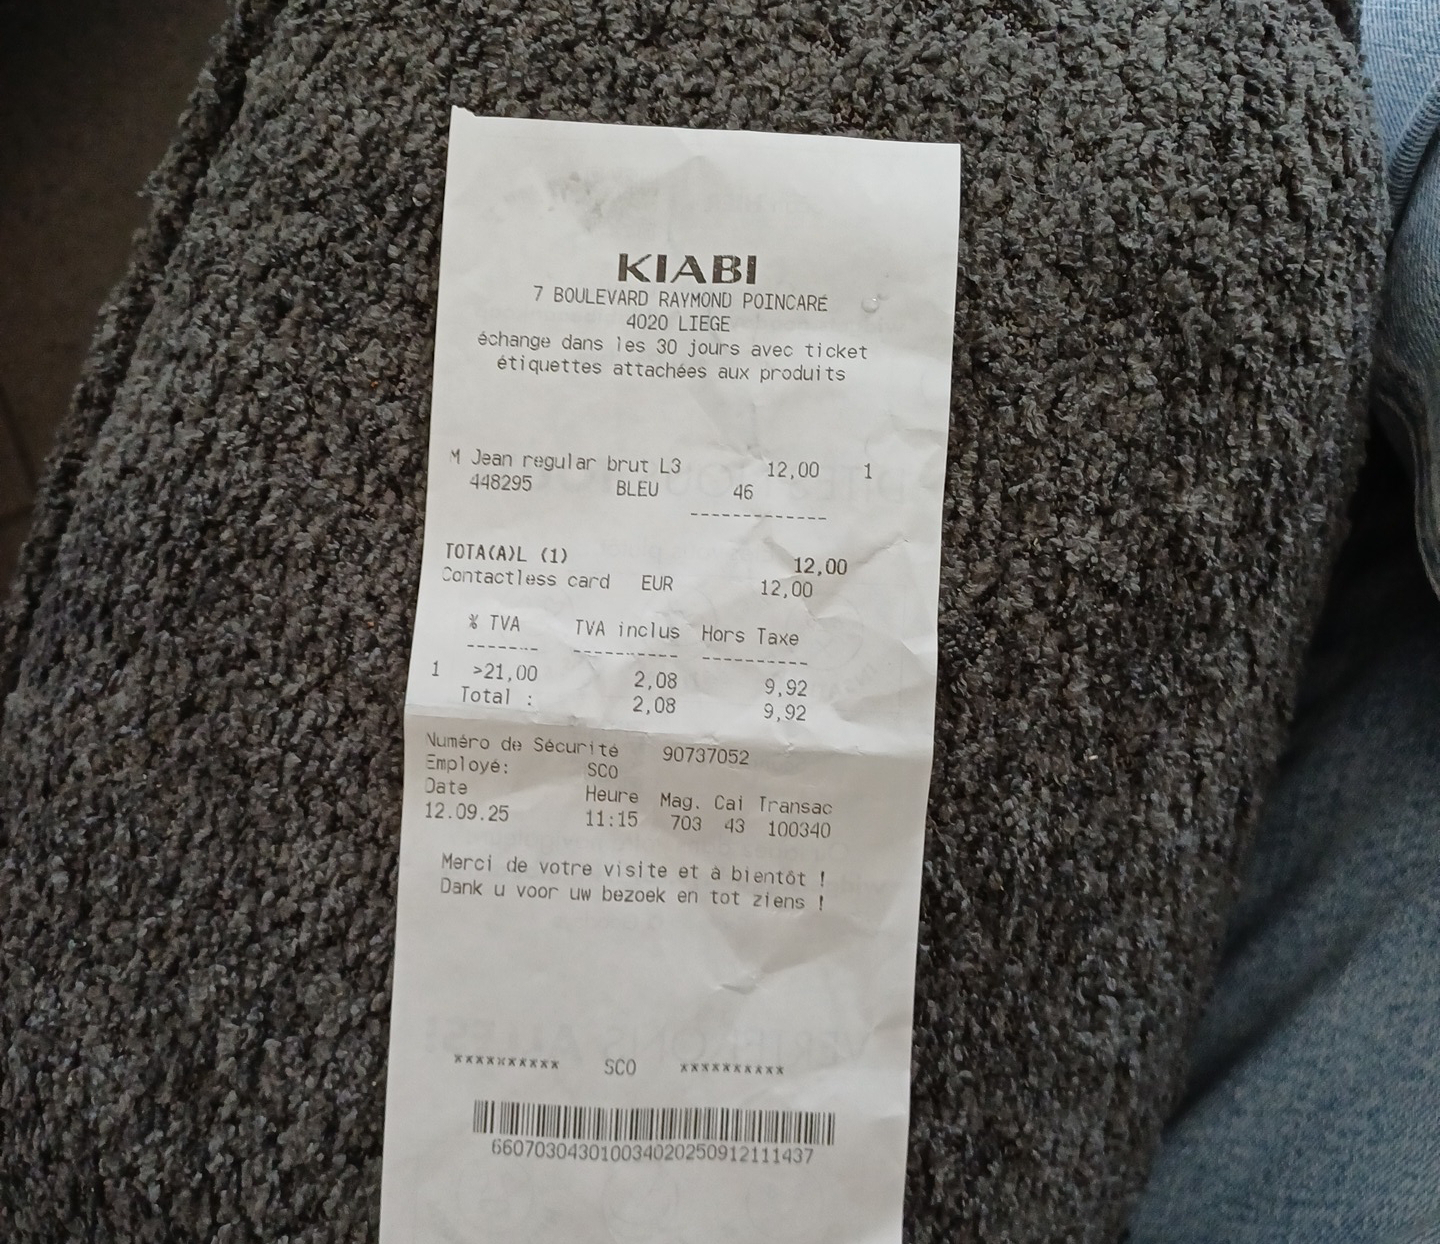 KIABI
7 BOULEVARD RAYMOND POINCARÉ
4020 LIEGE
échange dans les 30 jours avec ticket
étiquettes attachées aux produits
M Jean regular brut L3 12,00 1
448295 BLEU 46
-------------
TOTA(A)L (1) 12,00
Contactless card EUR 12,00
% TVA TVA inclus Hors Taxe
------- ---------- ----------
1 >21,00 2,08 9,92
Total : 2,08 9,92
Numéro de Sécurité 90737052
Employé: SCO
Date Heure Mag. Cai Transac
12.09.25 11:15 703 43 100340
Merci de votre visite et à bientôt !
Dank u voor uw bezoek en tot ziens !
********** SCO **********
660703043010034020250912111437